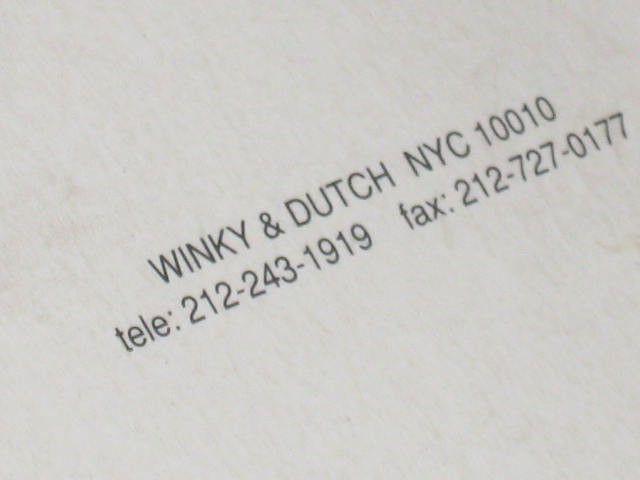 WINKY & DUTCH NYC 10010
tele: 212-243-1919 fax: 212-727-0177